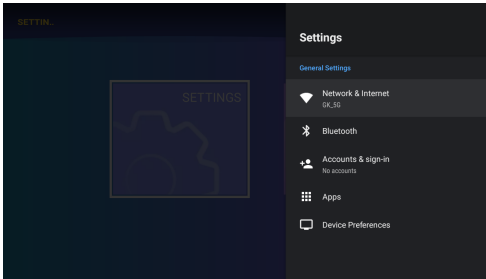 SETTIN..
SETTINGS
Settings
General Settings
Network & Internet
GK_5G
Bluetooth
Accounts & sign-in
No accounts
Apps
Device Preferences